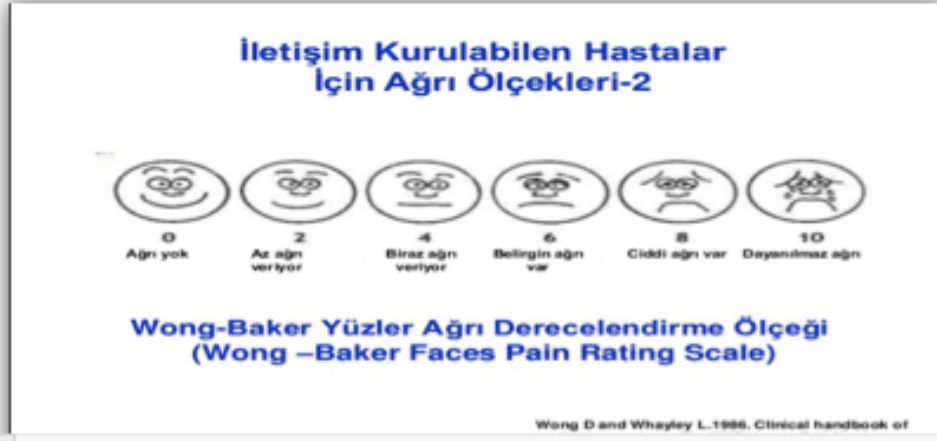 İletişim Kurulabilen Hastalar
İçin Ağrı Ölçekleri-2
0 2 4 6 8 10
Ağrı yok Az ağrı Biraz ağrı Belirgin ağrı Ciddi ağrı var Dayanılmaz ağrı
veriyor veriyor var
Wong-Baker Yüzler Ağrı Derecelendirme Ölçeği
(Wong –Baker Faces Pain Rating Scale)
Wong D and Whayley L.1986. Clinical handbook of